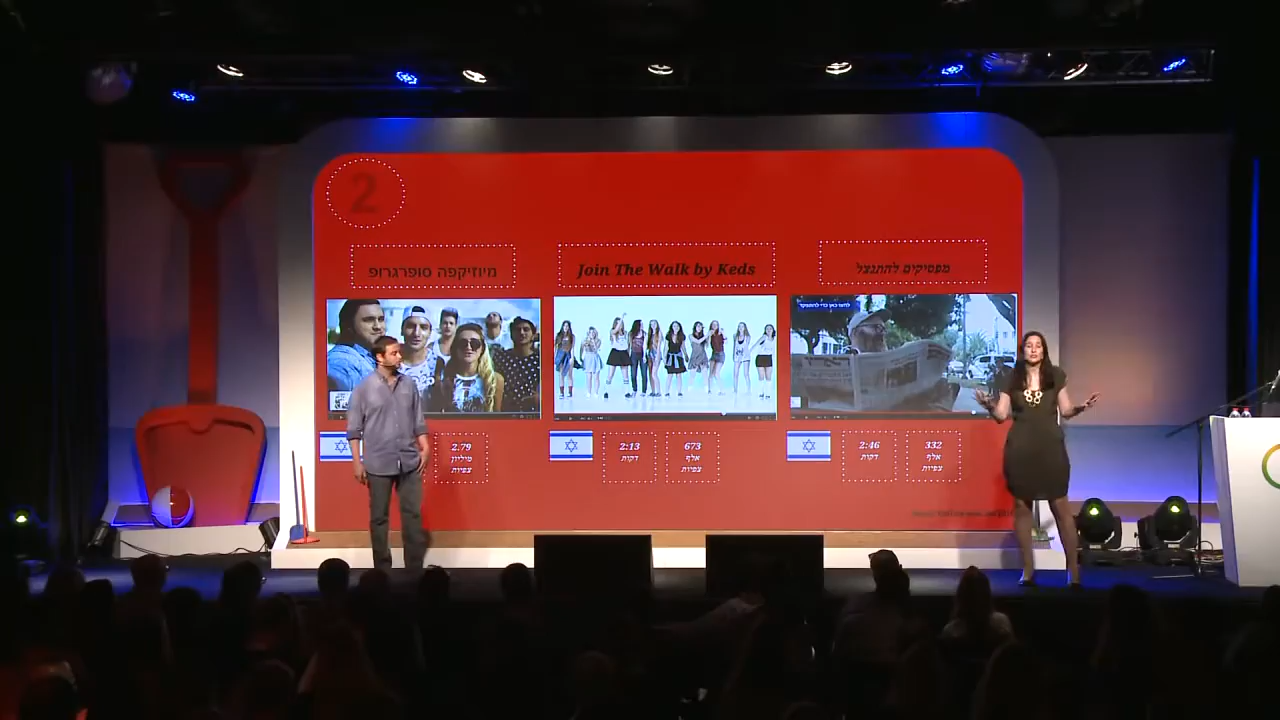 2
מיוזיקפה סופרגרופ
Join The Walk by Keds
מפסיקים להתנצל
2.79
מיליון
צפיות
2:13
דקות
673
אלף
צפיות
2:46
דקות
332
אלף
צפיות